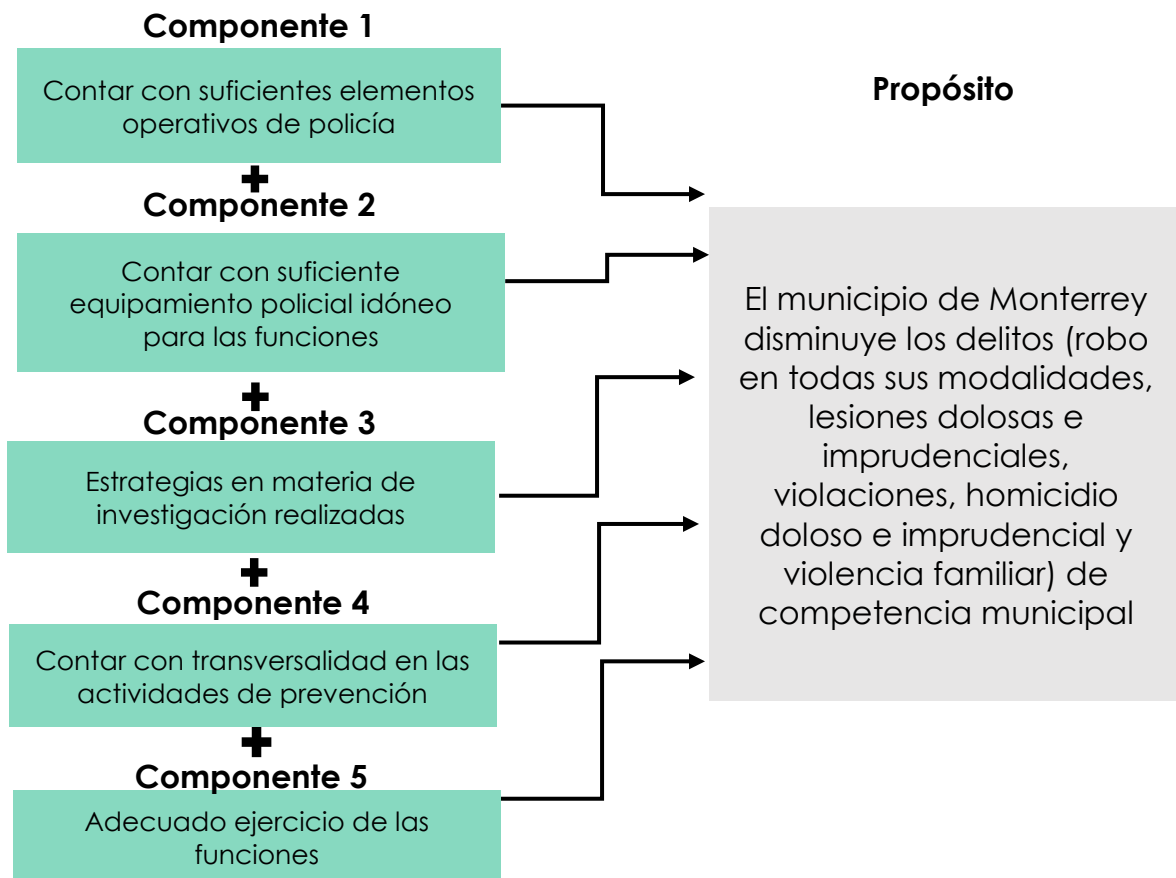 Componente 1
Contar con suficientes elementos
operativos de policía
Componente 2
Contar con suficiente
equipamiento policial idóneo
para las funciones
Componente 3
Estrategias en materia de
investigación realizadas
Componente 4
Contar con transversalidad en las
actividades de prevención
Componente 5
Adecuado ejercicio de las
funciones
Propósito
El municipio de Monterrey
disminuye los delitos (robo
en todas sus modalidades,
lesiones dolosas e
imprudenciales,
violaciones, homicidio
doloso e imprudencial y
violencia familiar) de
competencia municipal